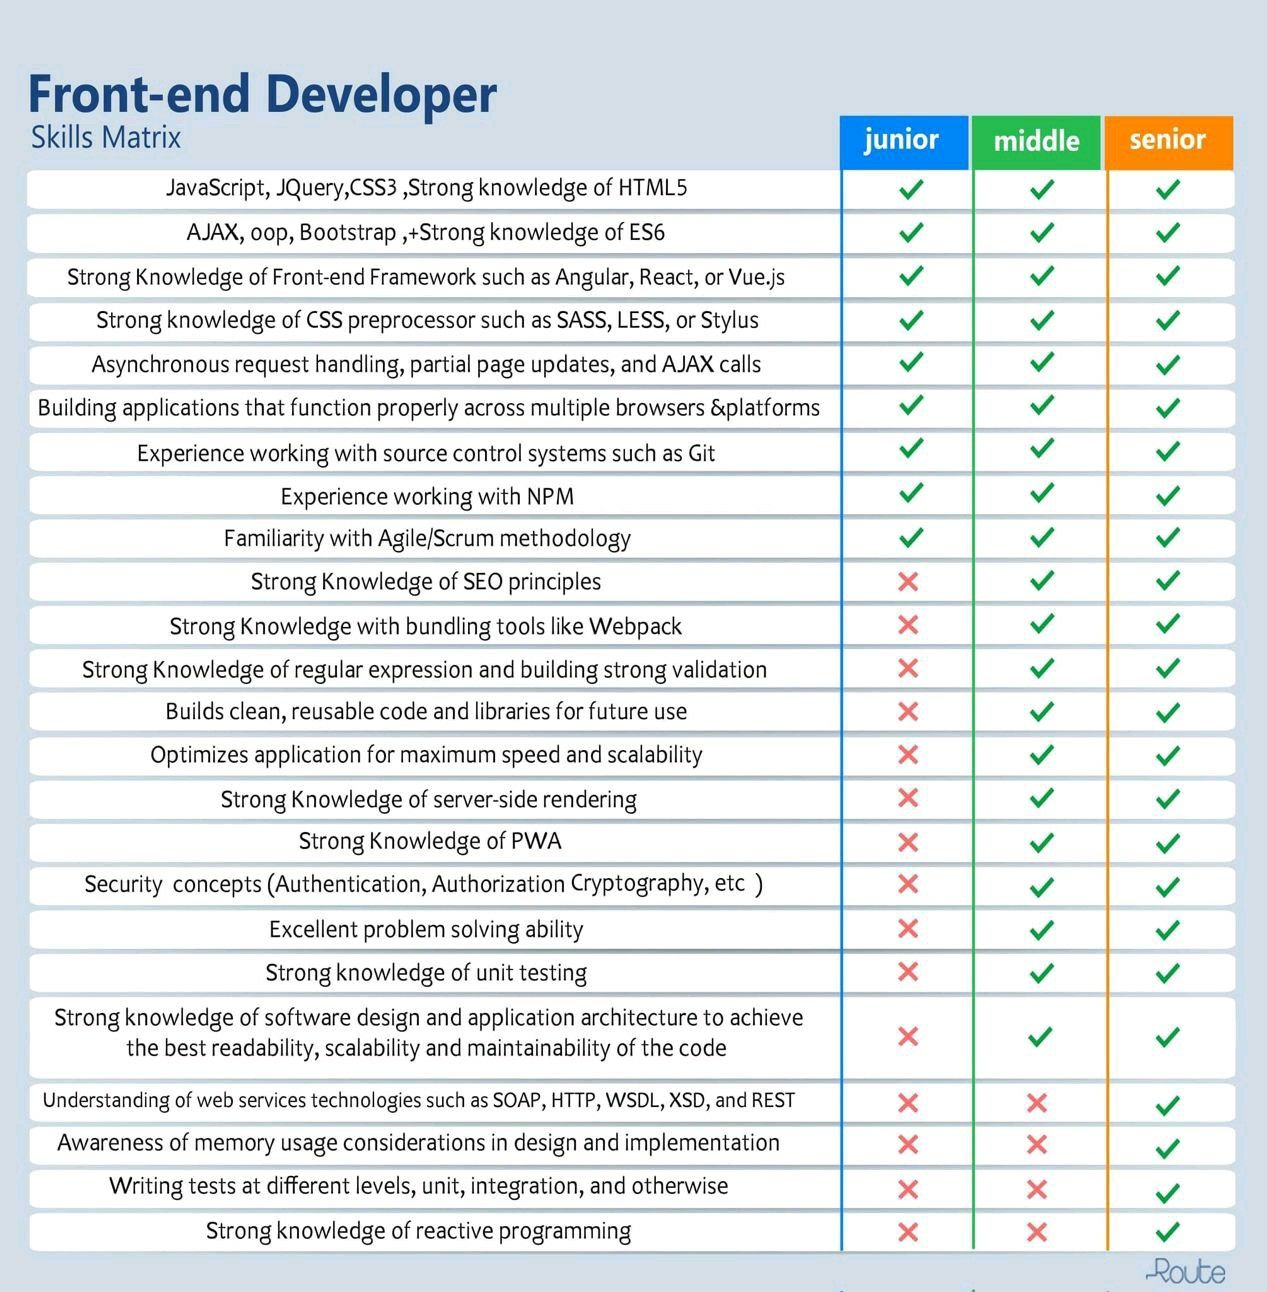 Front-end Developer
Skills Matrix
junior
middle
senior
JavaScript, JQuery,CSS3 ,Strong knowledge of HTML5
AJAX, oop, Bootstrap ,+Strong knowledge of ES6
Strong Knowledge of Front-end Framework such as Angular, React, or Vue.js
Strong knowledge of CSS preprocessor such as SASS, LESS, or Stylus
Asynchronous request handling, partial page updates, and AJAX calls
Building applications that function properly across multiple browsers &platforms
Experience working with source control systems such as Git
Experience working with NPM
Familiarity with Agile/Scrum methodology
Strong Knowledge of SEO principles
Strong Knowledge with bundling tools like Webpack
Strong Knowledge of regular expression and building strong validation
Builds clean, reusable code and libraries for future use
Optimizes application for maximum speed and scalability
Strong Knowledge of server-side rendering
Strong Knowledge of PWA
Security concepts (Authentication, Authorization Cryptography, etc )
Excellent problem solving ability
Strong knowledge of unit testing
Strong knowledge of software design and application architecture to achieve
the best readability, scalability and maintainability of the code
Understanding of web services technologies such as SOAP, HTTP, WSDL, XSD, and REST
Awareness of memory usage considerations in design and implementation
Writing tests at different levels, unit, integration, and otherwise
Strong knowledge of reactive programming
Route